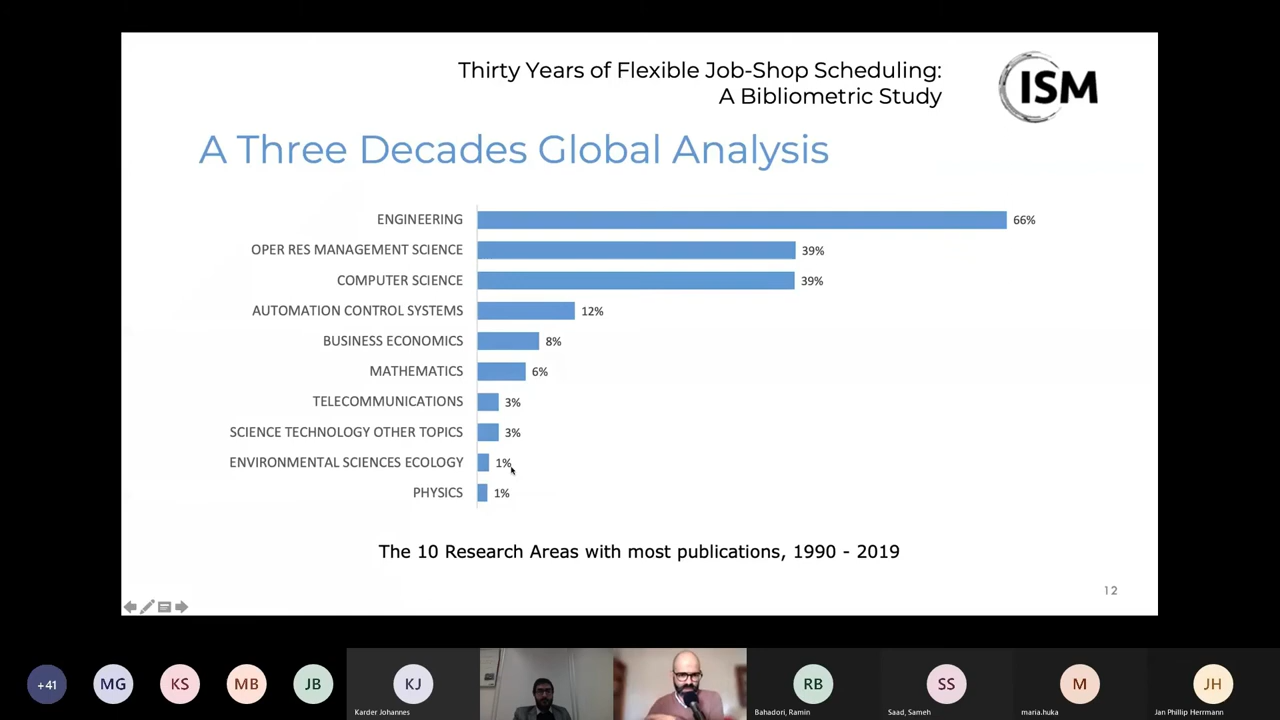 Thirty Years of Flexible Job-Shop Scheduling:
A Bibliometric Study
ISM
A Three Decades Global Analysis
ENGINEERING 66%
OPER RES MANAGEMENT SCIENCE 39%
COMPUTER SCIENCE 39%
AUTOMATION CONTROL SYSTEMS 12%
BUSINESS ECONOMICS 8%
MATHEMATICS 6%
TELECOMMUNICATIONS 3%
SCIENCE TECHNOLOGY OTHER TOPICS 3%
ENVIRONMENTAL SCIENCES ECOLOGY 1%
PHYSICS 1%
The 10 Research Areas with most publications, 1990 - 2019
12
+41 MG KS MB JB KJ RB SS M JH
Karder Johannes Bahadori, Ramin Saad, Sameh maria.huka Jan Phillip Herrmann